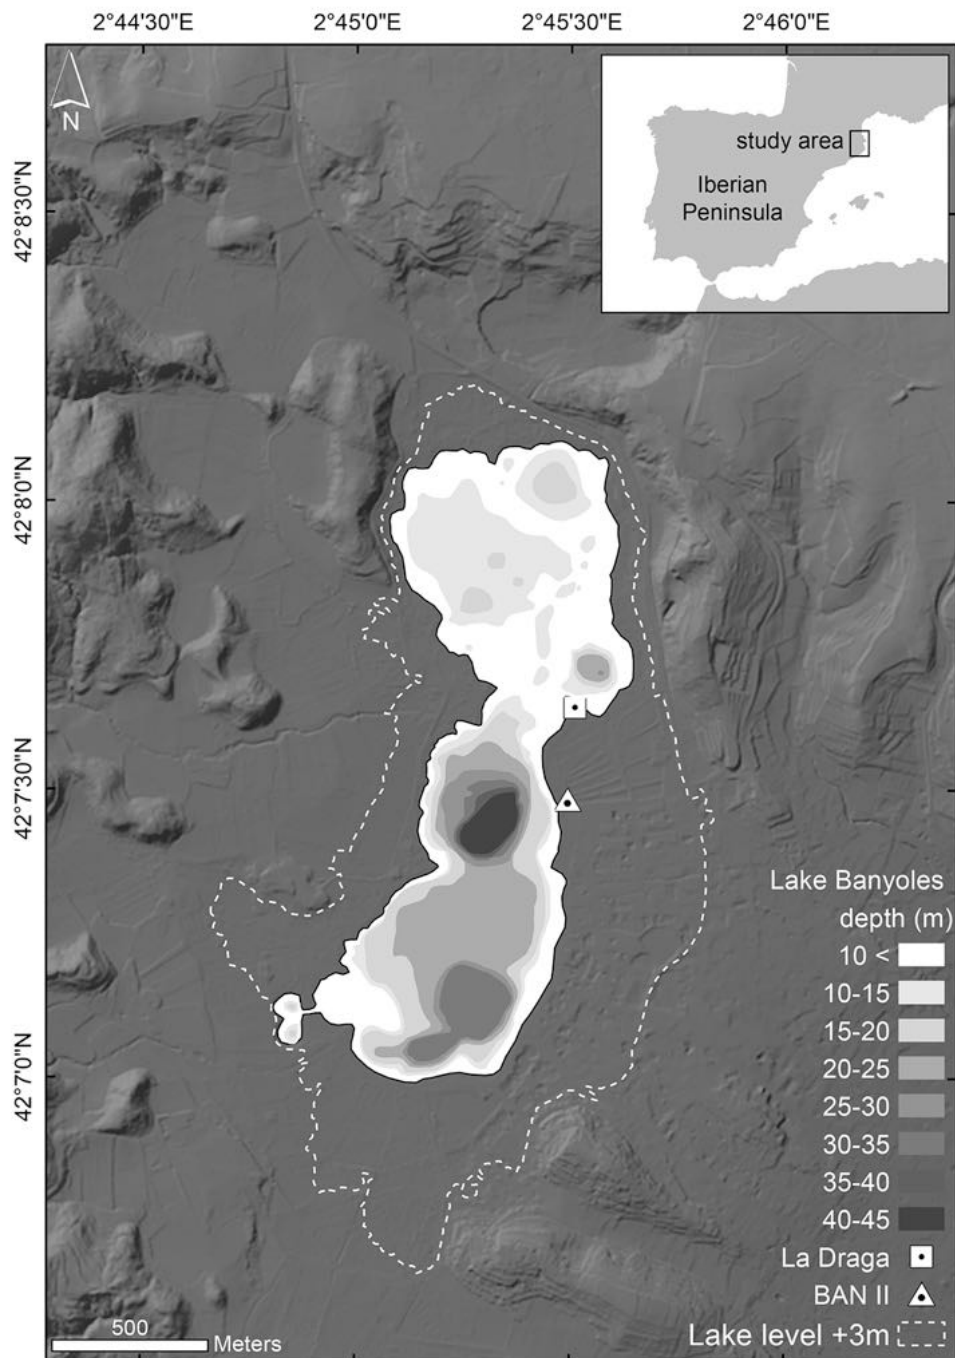 2°44'30"E 2°45'0"E 2°45'30"E 2°46'0"E
N
study area
Iberian
Peninsula
42°8'30"N
42°8'0"N
42°7'30"N
42°7'0"N
Lake Banyoles
depth (m)
10 <
10-15
15-20
20-25
25-30
30-35
35-40
40-45
La Draga
BAN II
Lake level +3m
500
Meters